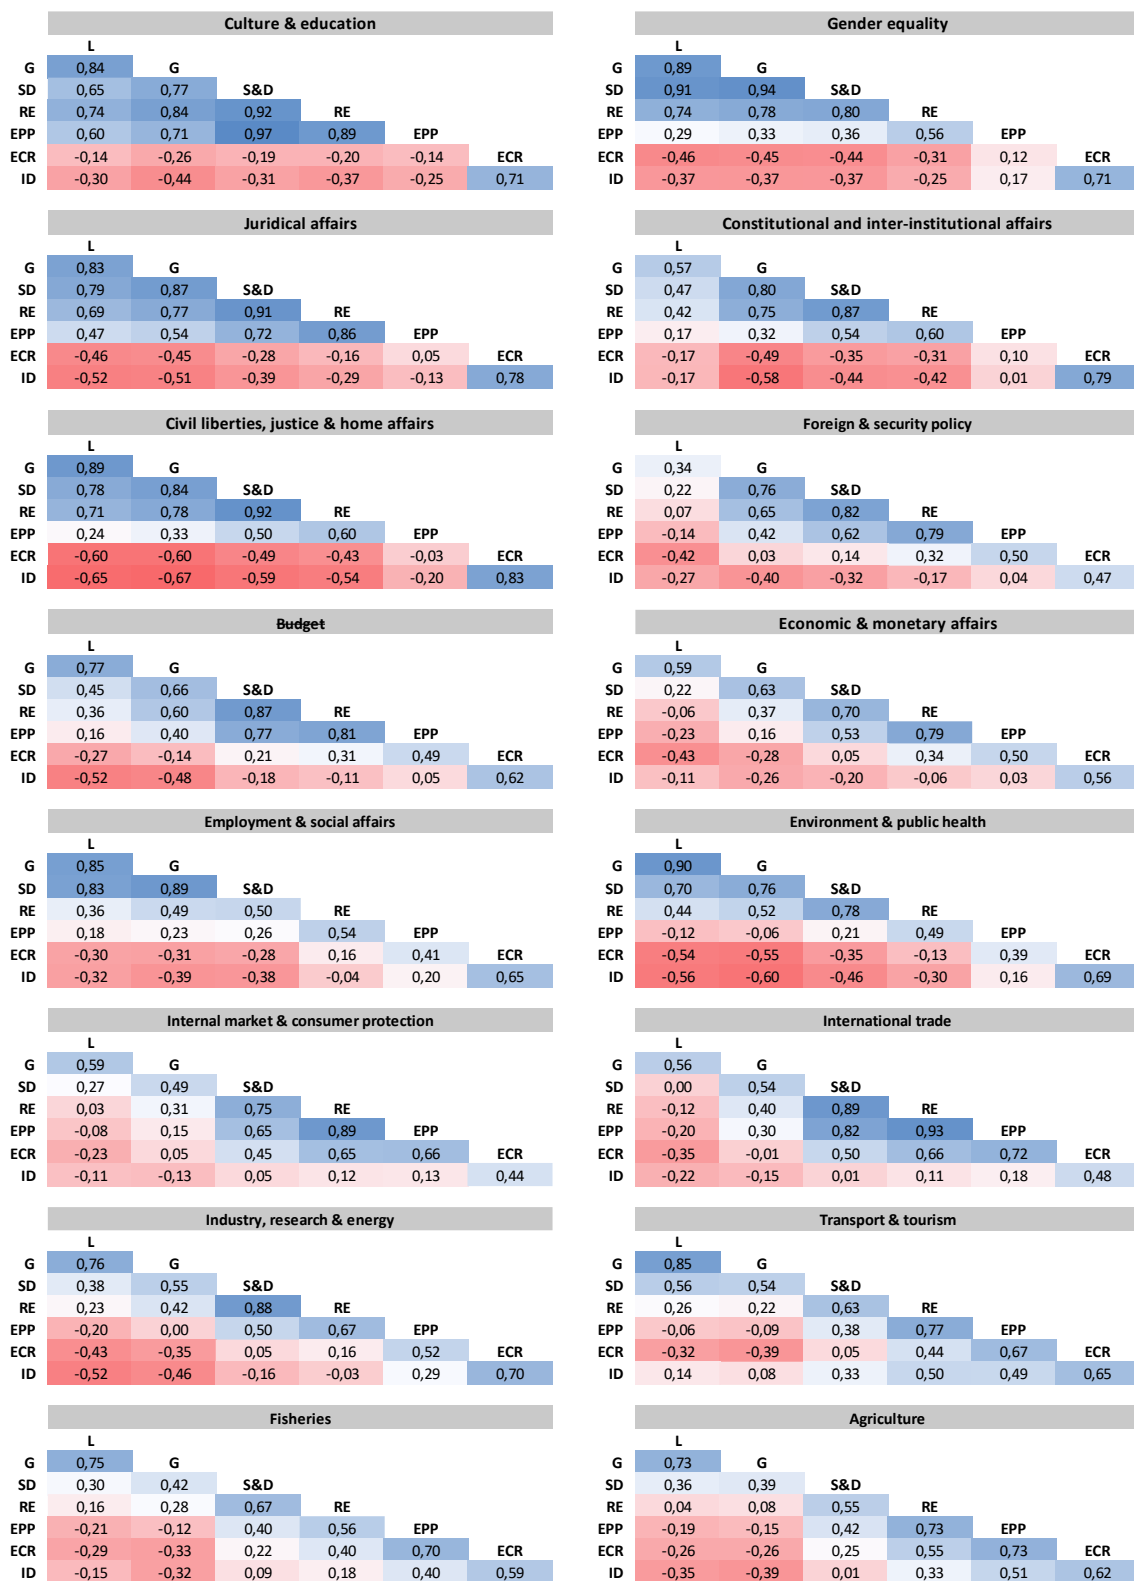 Culture & education
L
G 0,84 G
SD 0,65 0,77 S&D
RE 0,74 0,84 0,92 RE
EPP 0,60 0,71 0,97 0,89 EPP
ECR -0,14 -0,26 -0,19 -0,20 -0,14 ECR
ID -0,30 -0,44 -0,31 -0,37 -0,25 0,71
Gender equality
L
G 0,89 G
SD 0,91 0,94 S&D
RE 0,74 0,78 0,80 RE
EPP 0,29 0,33 0,36 0,56 EPP
ECR -0,46 -0,45 -0,44 -0,31 0,12 ECR
ID -0,37 -0,37 -0,37 -0,25 0,17 0,71
Juridical affairs
L
G 0,83 G
SD 0,79 0,87 S&D
RE 0,69 0,77 0,91 RE
EPP 0,47 0,54 0,72 0,86 EPP
ECR -0,46 -0,45 -0,28 -0,16 0,05 ECR
ID -0,52 -0,51 -0,39 -0,29 -0,13 0,78
Constitutional and inter-institutional affairs
L
G 0,57 G
SD 0,47 0,80 S&D
RE 0,42 0,75 0,87 RE
EPP 0,17 0,32 0,54 0,60 EPP
ECR -0,17 -0,49 -0,35 -0,31 0,10 ECR
ID -0,17 -0,58 -0,44 -0,42 0,01 0,79
Civil liberties, justice & home affairs
L
G 0,89 G
SD 0,78 0,84 S&D
RE 0,71 0,78 0,92 RE
EPP 0,24 0,33 0,50 0,60 EPP
ECR -0,60 -0,60 -0,49 -0,43 -0,03 ECR
ID -0,65 -0,67 -0,59 -0,54 -0,20 0,83
Foreign & security policy
L
G 0,34 G
SD 0,22 0,76 S&D
RE 0,07 0,65 0,82 RE
EPP -0,14 0,42 0,62 0,79 EPP
ECR -0,42 0,03 0,14 0,32 0,50 ECR
ID -0,27 -0,40 -0,32 -0,17 0,04 0,47
Budget
L
G 0,77 G
SD 0,45 0,66 S&D
RE 0,36 0,60 0,87 RE
EPP 0,16 0,40 0,77 0,81 EPP
ECR -0,27 -0,14 0,21 0,31 0,49 ECR
ID -0,52 -0,48 -0,18 -0,11 0,05 0,62
Economic & monetary affairs
L
G 0,59 G
SD 0,22 0,63 S&D
RE -0,06 0,37 0,70 RE
EPP -0,23 0,16 0,53 0,79 EPP
ECR -0,43 -0,28 0,05 0,34 0,50 ECR
ID -0,11 -0,26 -0,20 -0,06 0,03 0,56
Employment & social affairs
L
G 0,85 G
SD 0,83 0,89 S&D
RE 0,36 0,49 0,50 RE
EPP 0,18 0,23 0,26 0,54 EPP
ECR -0,30 -0,31 -0,28 0,16 0,41 ECR
ID -0,32 -0,39 -0,38 -0,04 0,20 0,65
Environment & public health
L
G 0,90 G
SD 0,70 0,76 S&D
RE 0,44 0,52 0,78 RE
EPP -0,12 -0,06 0,21 0,49 EPP
ECR -0,54 -0,55 -0,35 -0,13 0,39 ECR
ID -0,56 -0,60 -0,46 -0,30 0,16 0,69
Internal market & consumer protection
L
G 0,59 G
SD 0,27 0,49 S&D
RE 0,03 0,31 0,75 RE
EPP -0,08 0,15 0,65 0,89 EPP
ECR -0,23 0,05 0,45 0,65 0,66 ECR
ID -0,11 -0,13 0,05 0,12 0,13 0,44
International trade
L
G 0,56 G
SD 0,00 0,54 S&D
RE -0,12 0,40 0,89 RE
EPP -0,20 0,30 0,82 0,93 EPP
ECR -0,35 -0,01 0,50 0,66 0,72 ECR
ID -0,22 -0,15 0,01 0,11 0,18 0,48
Industry, research & energy
L
G 0,76 G
SD 0,38 0,55 S&D
RE 0,23 0,42 0,88 RE
EPP -0,20 0,00 0,50 0,67 EPP
ECR -0,43 -0,35 0,05 0,16 0,52 ECR
ID -0,52 -0,46 -0,16 -0,03 0,29 0,70
Transport & tourism
L
G 0,85 G
SD 0,56 0,54 S&D
RE 0,26 0,22 0,63 RE
EPP -0,06 -0,09 0,38 0,77 EPP
ECR -0,32 -0,39 0,05 0,44 0,67 ECR
ID 0,14 0,08 0,33 0,50 0,49 0,65
Fisheries
L
G 0,75 G
SD 0,30 0,42 S&D
RE 0,16 0,28 0,67 RE
EPP -0,21 -0,12 0,40 0,56 EPP
ECR -0,29 -0,33 0,22 0,40 0,70 ECR
ID -0,15 -0,32 0,09 0,18 0,40 0,59
Agriculture
L
G 0,73 G
SD 0,36 0,39 S&D
RE 0,04 0,08 0,55 RE
EPP -0,19 -0,15 0,42 0,73 EPP
ECR -0,26 -0,26 0,25 0,55 0,73 ECR
ID -0,35 -0,39 0,01 0,33 0,51 0,62